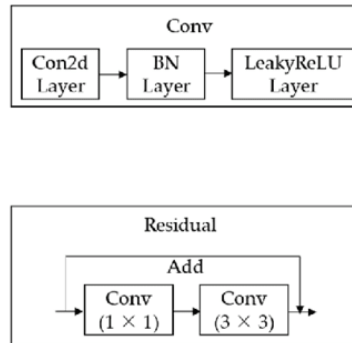 Conv
Con2d BN LeakyReLU
Layer Layer Layer
Residual
Add
Conv Conv
(1 × 1) (3 × 3)